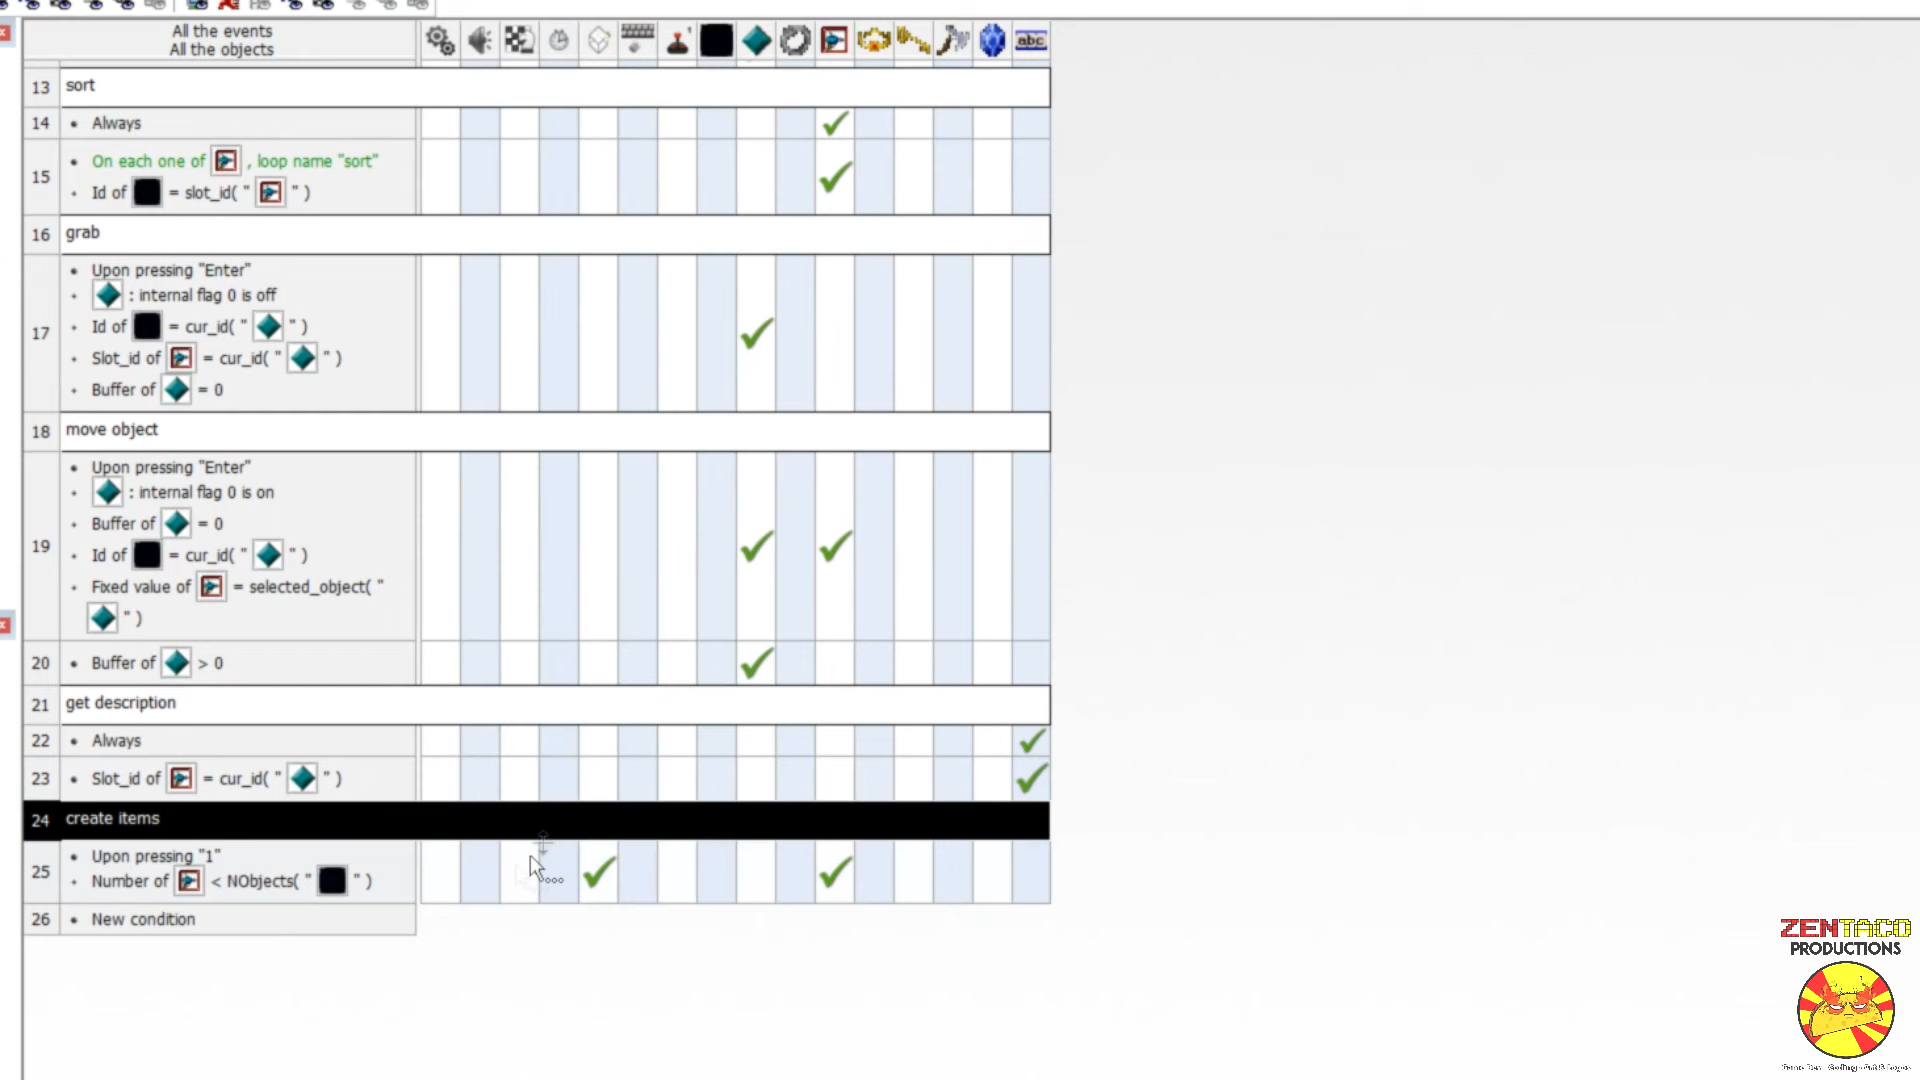 All the events
All the objects
abc
13 sort
14 • Always
15 • On each one of , loop name "sort"
• Id of = slot_id( " " )
16 grab
17 • Upon pressing "Enter"
• : internal flag 0 is off
• Id of = cur_id( " " )
• Slot_id of = cur_id( " " )
• Buffer of = 0
18 move object
19 • Upon pressing "Enter"
• : internal flag 0 is on
• Buffer of = 0
• Id of = cur_id( " " )
• Fixed value of = selected_object( "
" )
20 • Buffer of > 0
21 get description
22 • Always
23 • Slot_id of = cur_id( " " )
24 create items
25 • Upon pressing "1"
• Number of < NObjects( " " )
26 • New condition
ZENTACO
PRODUCTIONS